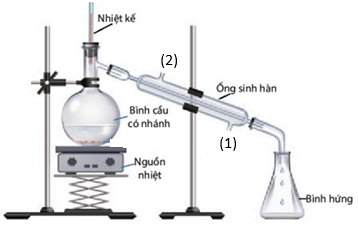 Nhiệt kế
(2)
Ống sinh hàn
Bình cầu
có nhánh
(1)
Nguồn
nhiệt
Bình hứng